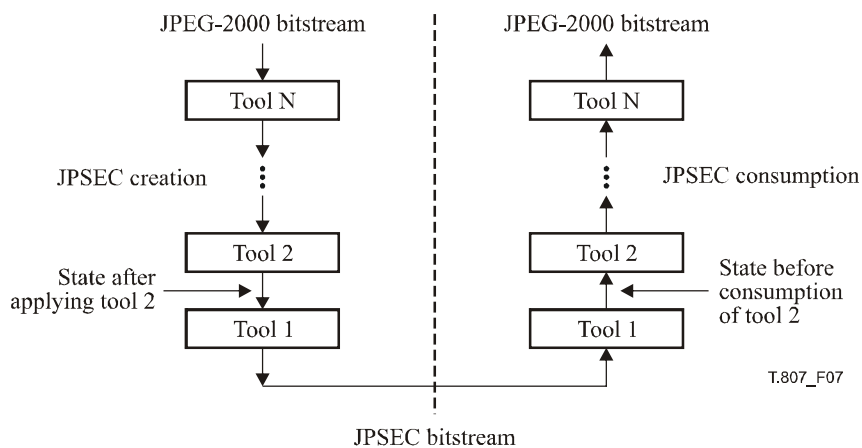 JPEG-2000 bitstream
JPEG-2000 bitstream
Tool N
Tool N
JPSEC creation
JPSEC consumption
Tool 2
Tool 2
State after
applying tool 2
State before
consumption
of tool 2
Tool 1
Tool 1
T.807_F07
JPSEC bitstream